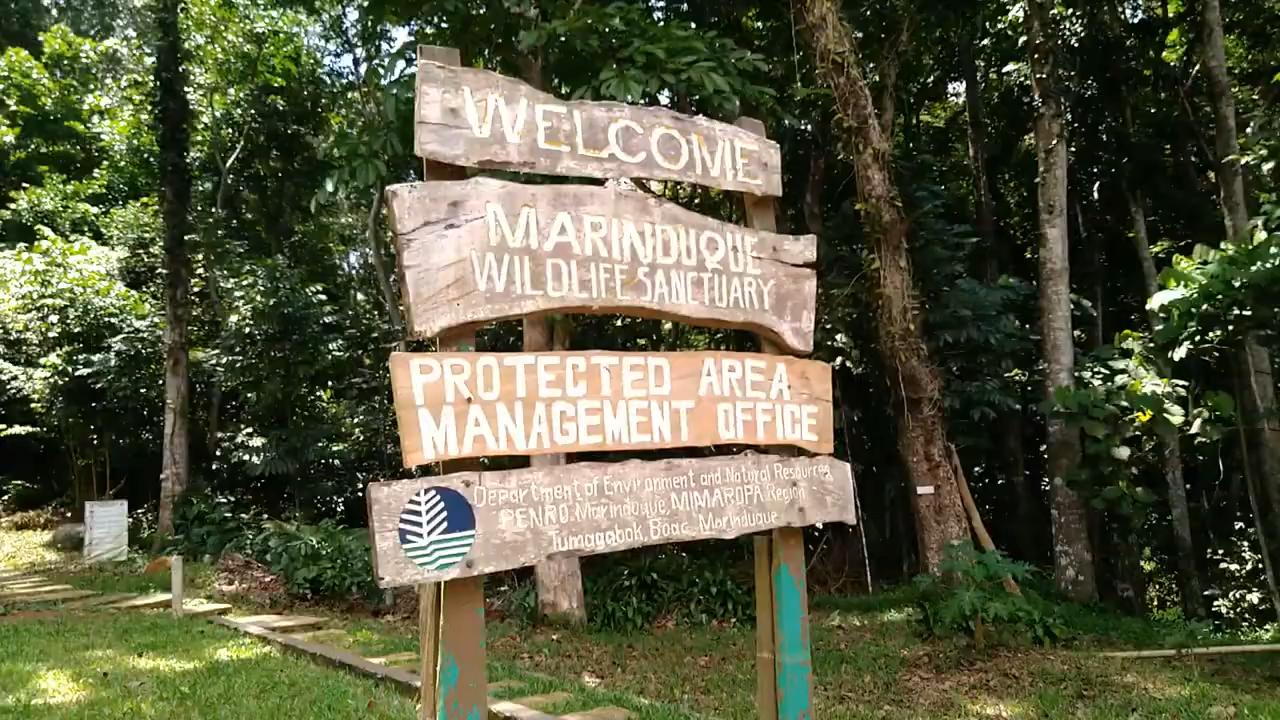 WELCOME
MARINDUQUE
WILDLIFE SANCTUARY
PROTECTED AREA
MANAGEMENT OFFICE
Department of Environment and Natural Resources
PENRO. Marinduque, MIMAROPA Region
Tumagabok, Boac, Marinduque